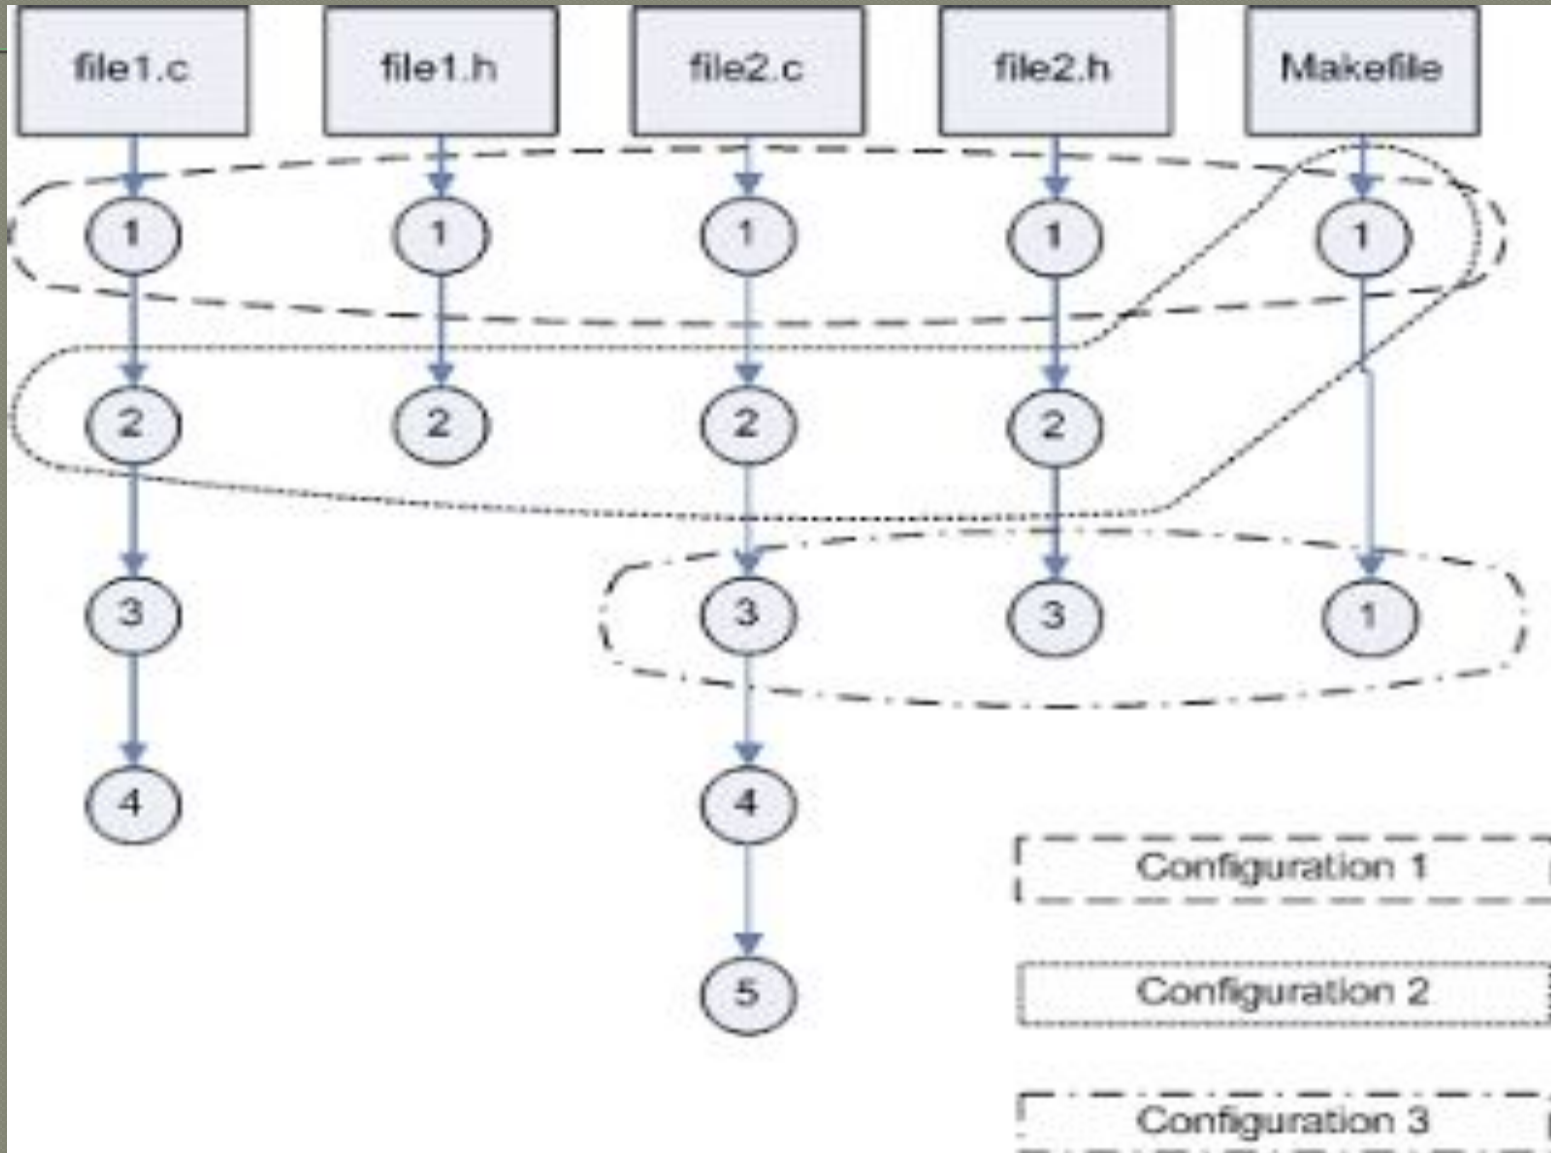 file1.c file1.h file2.c file2.h Makefile
1 1 1 1 1
2 2 2 2
3 3 3 1
4 4
Configuration 1
5
Configuration 2
Configuration 3